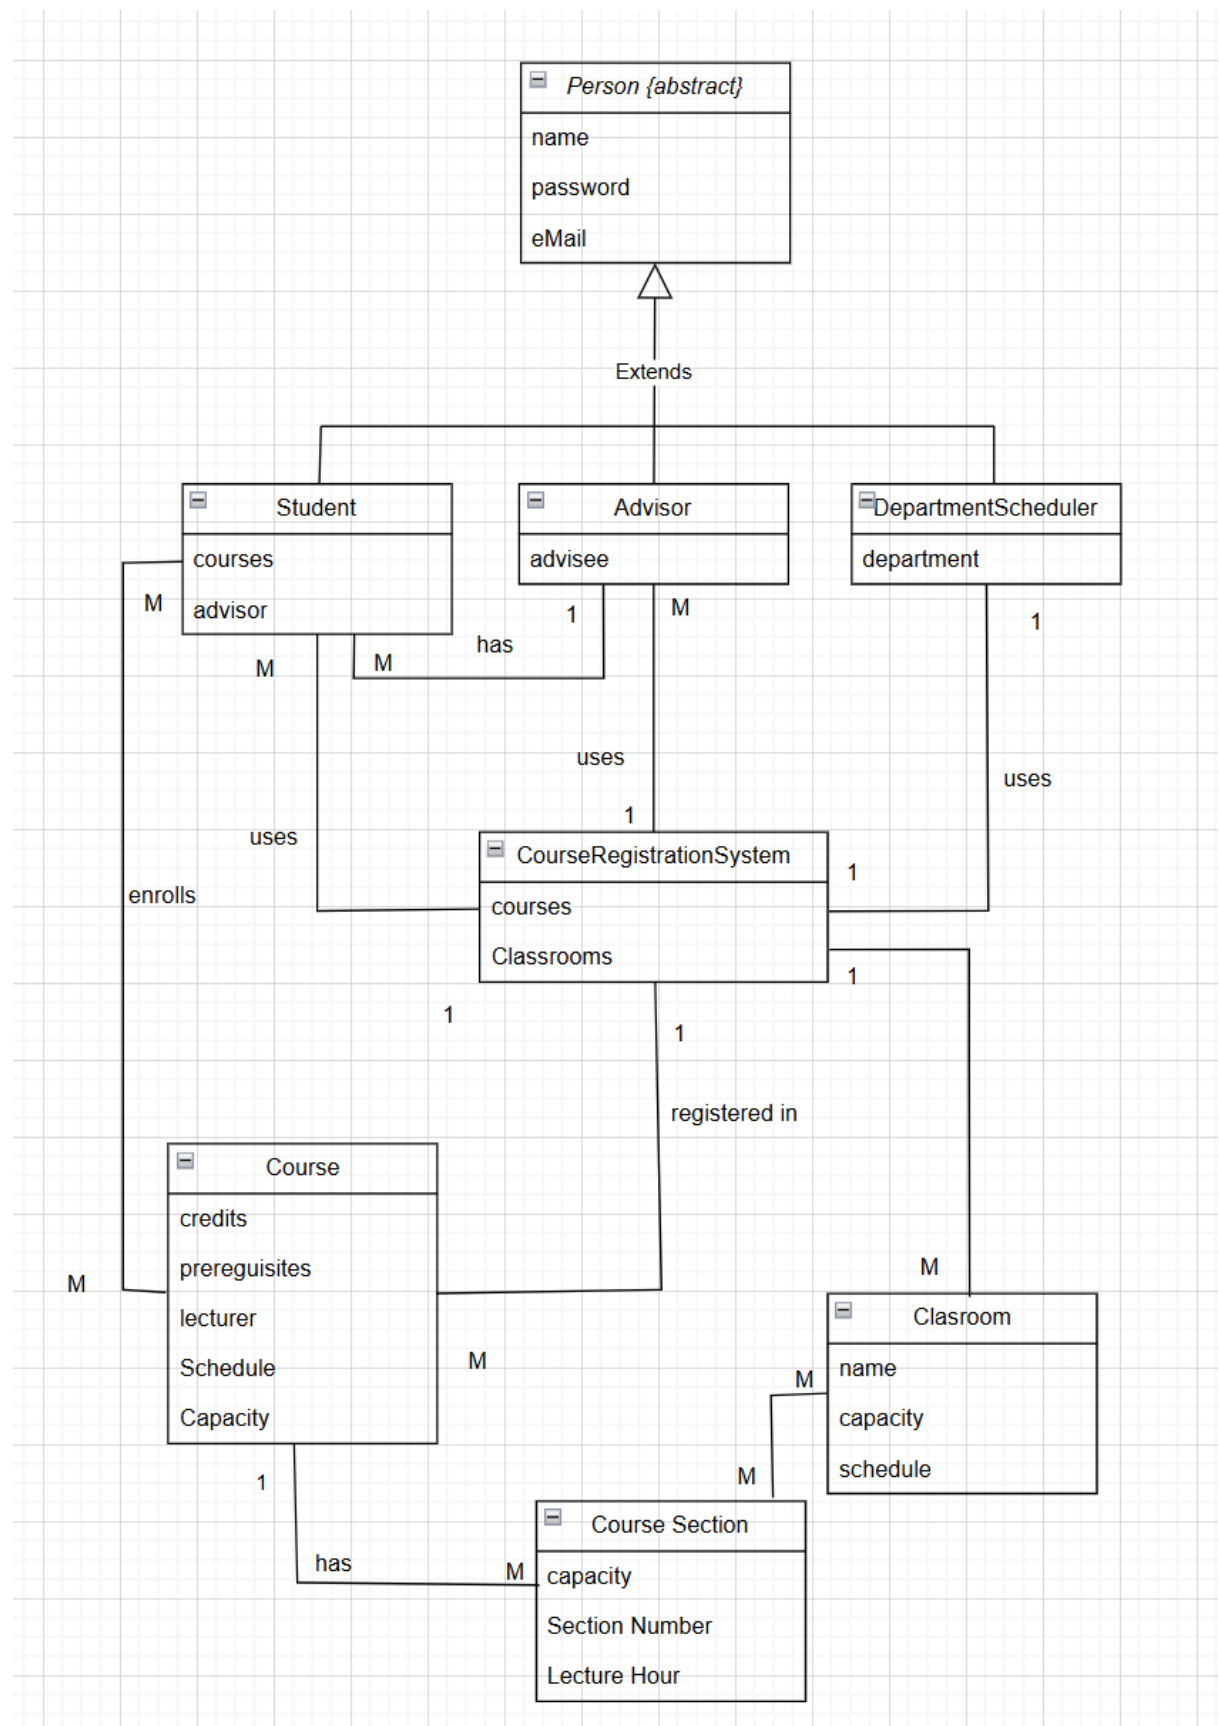 Person {abstract}
name
password
eMail
Extends
Student
courses
advisor
Advisor
advisee
DepartmentScheduler
department
M
1
M
1
has
M
M
uses
uses
1
uses
CourseRegistrationSystem
courses
Classrooms
1
enrolls
1
1
1
registered in
Course
credits
prereguisites
lecturer
Schedule
Capacity
M
M
M
Clasroom
name
capacity
schedule
M
M
1
has
M
Course Section
capacity
Section Number
Lecture Hour